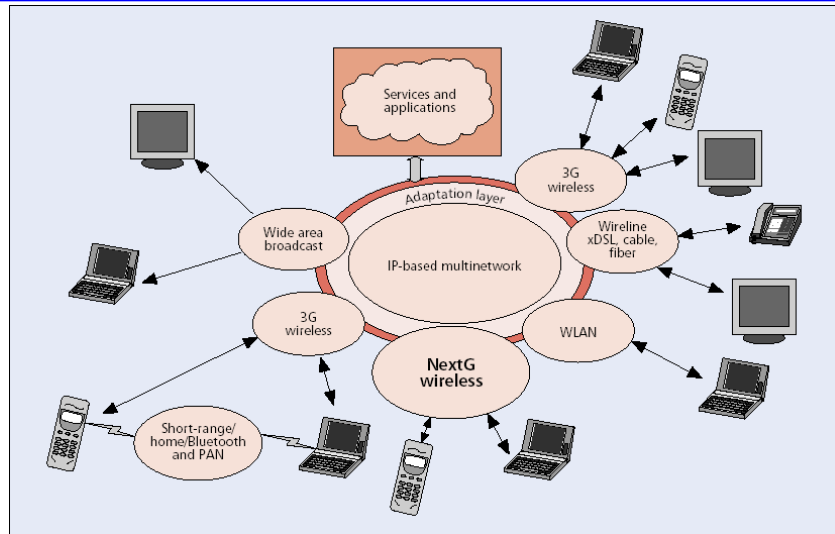 Services and
applications
3G
wireless
Adaptation layer
Wide area
broadcast
Wireline
xDSL, cable,
fiber
IP-based multinetwork
3G
wireless
WLAN
NextG
wireless
Short-range/
home/Bluetooth
and PAN